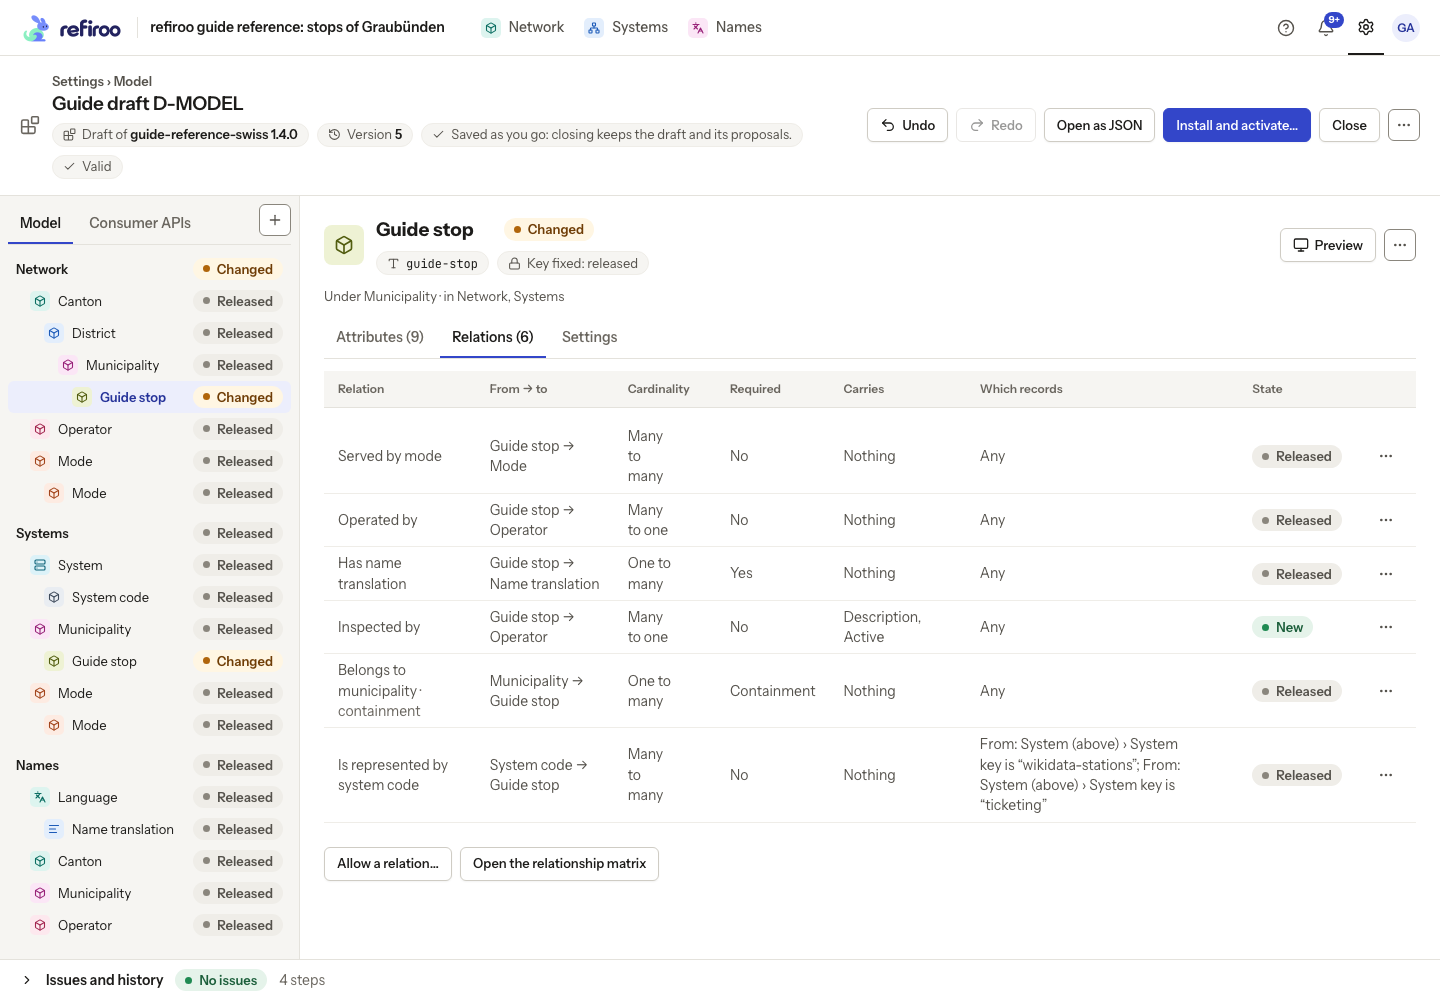 refiroo
refiroo guide reference: stops of Graubünden
Network
Systems
Names
9+
GA
Settings › Model
Guide draft D-MODEL
Draft of guide-reference-swiss 1.4.0
Version 5
Saved as you go: closing keeps the draft and its proposals.
Valid
Undo
Redo
Open as JSON
Install and activate...
Close
Model
Consumer APIs
Network
Changed
Canton
Released
District
Released
Municipality
Released
Guide stop
Changed
Operator
Released
Mode
Released
Mode
Released
Systems
Released
System
Released
System code
Released
Municipality
Released
Guide stop
Changed
Mode
Released
Mode
Released
Names
Released
Language
Released
Name translation
Released
Canton
Released
Municipality
Released
Operator
Released
Guide stop
Changed
guide-stop
Key fixed: released
Preview
Under Municipality · in Network, Systems
Attributes (9)
Relations (6)
Settings
Relation
From → to
Cardinality
Required
Carries
Which records
State
Served by mode
Guide stop →
Mode
Many
to
many
No
Nothing
Any
Released
Operated by
Guide stop →
Operator
Many
to one
No
Nothing
Any
Released
Has name
translation
Guide stop →
Name translation
One to
many
Yes
Nothing
Any
Released
Inspected by
Guide stop →
Operator
Many
to one
No
Description,
Active
Any
New
Belongs to
municipality ·
containment
Municipality →
Guide stop
One to
many
Containment
Nothing
Any
Released
Is represented by
system code
System code →
Guide stop
Many
to
many
No
Nothing
From: System (above) › System
key is “wikidata-stations”; From:
System (above) › System key is
“ticketing”
Released
Allow a relation...
Open the relationship matrix
Issues and history
No issues
4 steps